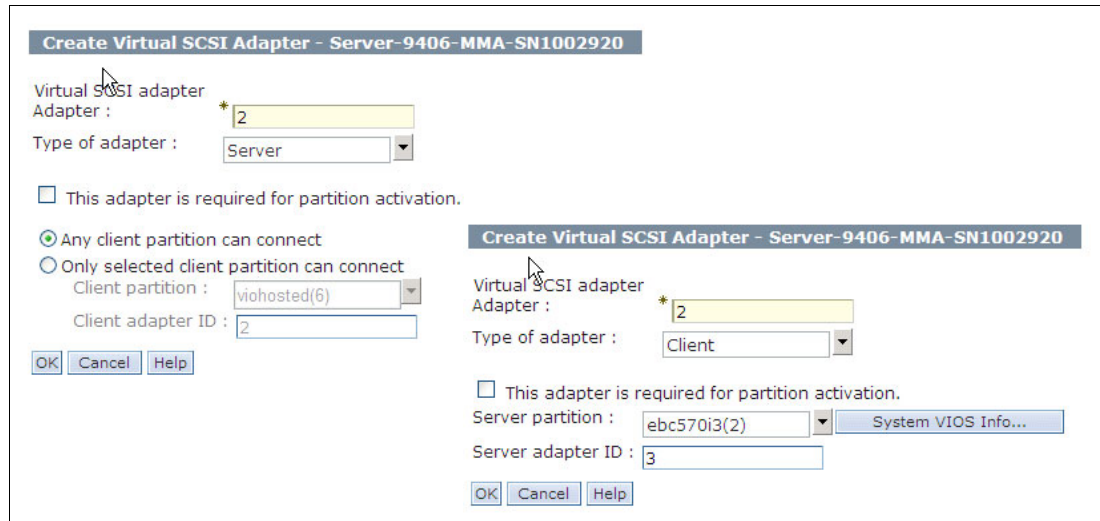 Create Virtual SCSI Adapter - Server-9406-MMA-SN1002920
Virtual SCSI adapter
Adapter : * 2
Type of adapter : Server
This adapter is required for partition activation.
Any client partition can connect
Only selected client partition can connect
Client partition : viohosted(6)
Client adapter ID : 2
OK Cancel Help
Create Virtual SCSI Adapter - Server-9406-MMA-SN1002920
Virtual SCSI adapter
Adapter : * 2
Type of adapter : Client
This adapter is required for partition activation.
Server partition : ebc570i3(2) System VIOS Info...
Server adapter ID : 3
OK Cancel Help